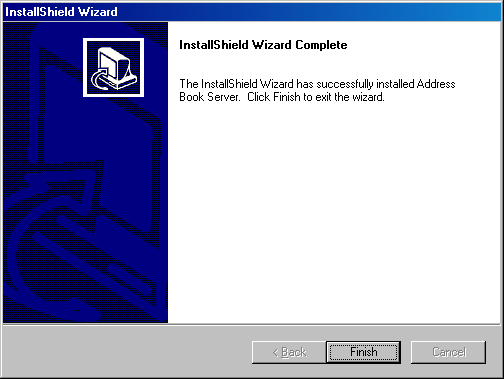 InstallShield Wizard
InstallShield Wizard Complete
The InstallShield Wizard has successfully installed Address
Book Server. Click Finish to exit the wizard.
< Back
Finish
Cancel